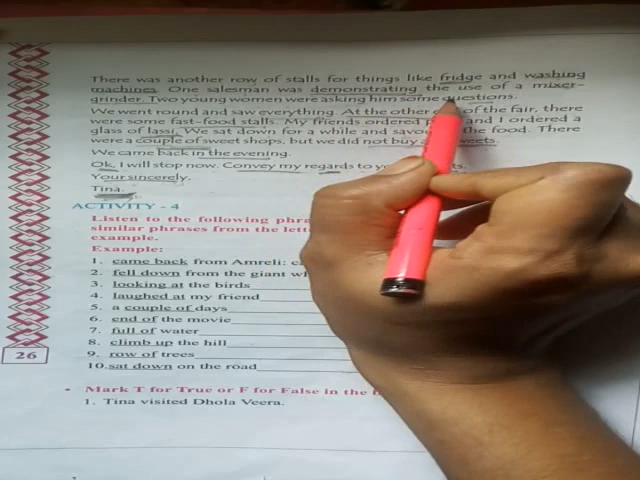 There was another row of stalls for things like fridge and washing
machines. One salesman was demonstrating the use of a mixer-
grinder. Two young women were asking him some questions.
We went round and saw everything. At the other of the fair, there
were some fast-food stalls. My friends ordered and I ordered a
glass of lassi. We sat down for a while and the food. There
were a couple of sweet shops, but we did not buy
We came back in the evening.
Ok, I will stop now. Convey my regards to
Yours sincerely.
Tina.
ACTIVITY - 4
Listen to the following
similar phrases from the
example.
Example:
1. came back from Amreli:
2. fell down from the giant
3. looking at the birds
4. laughed at my friend
5. a couple of days
6. end of the movie
7. full of water
8. climb up the hill
9. row of trees
10. sat down on the road
26
• Mark T for True or F for False in the
1. Tina visited Dhola Veera.